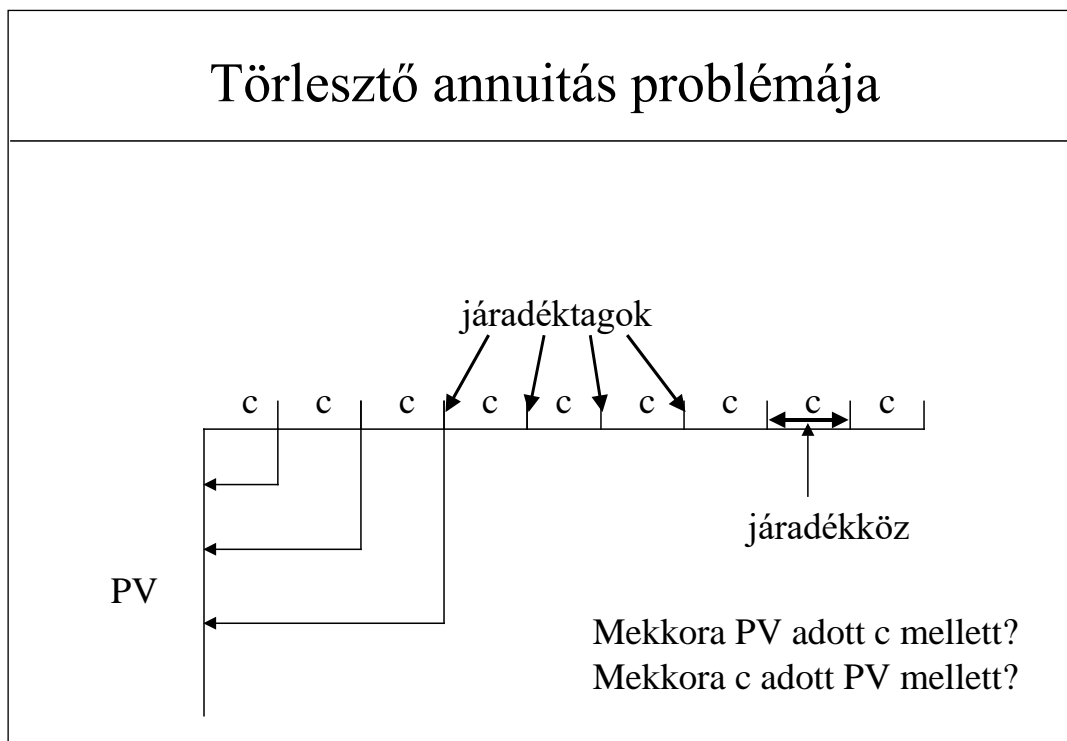 Törlesztő annuitás problémája
járadéktagok
c c c c c c c c c
járadékköz
PV
Mekkora PV adott c mellett?
Mekkora c adott PV mellett?